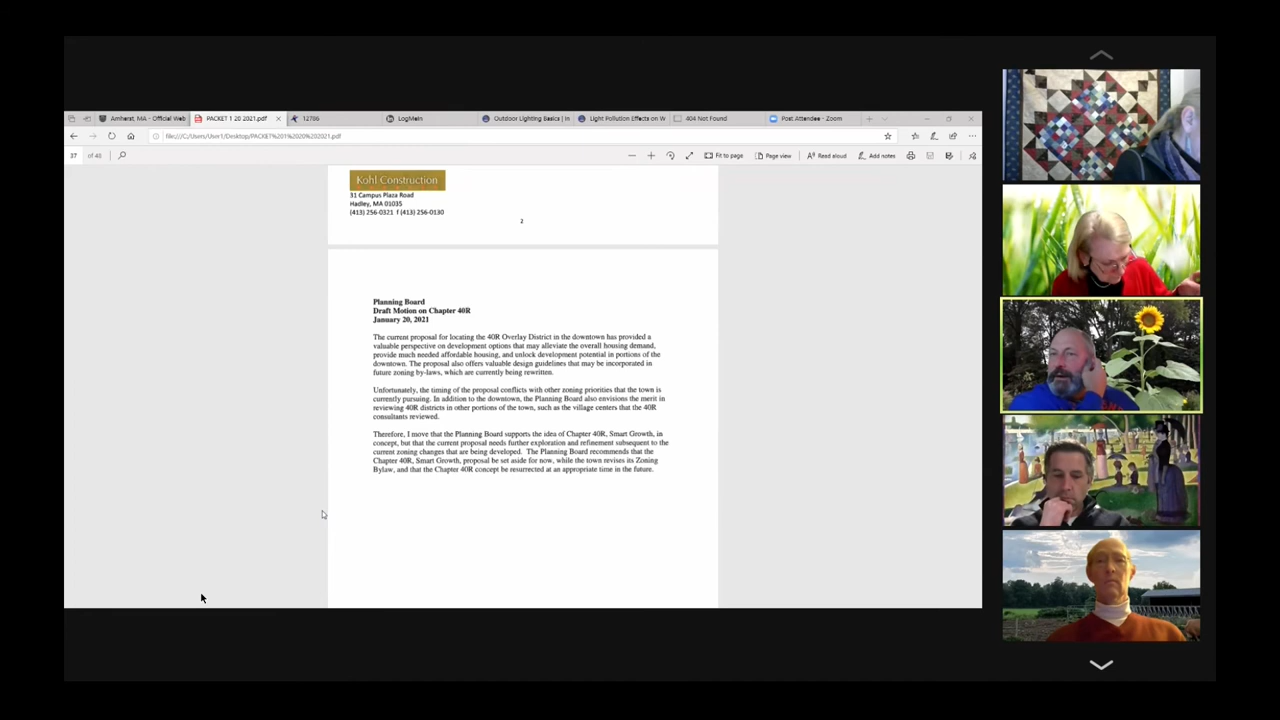 Amherst, MA - Official Web
PACKET 1 20 2021.pdf
12786
LogMeIn
Outdoor Lighting Basics | In
Light Pollution Effects on W
404 Not Found
Post Attendee - Zoom
file:///C:/Users/User1/Desktop/PACKET%201%2020%202021.pdf
37 of 48
Fit to page
Page view
Read aloud
Add notes
Kohl Construction
31 Campus Plaza Road
Hadley, MA 01035
(413) 256-0321 f (413) 256-0130
2
Planning Board
Draft Motion on Chapter 40R
January 20, 2021
The current proposal for locating the 40R Overlay District in the downtown has provided a
valuable perspective on development options that may alleviate the overall housing demand,
provide much needed affordable housing, and unlock development potential in portions of the
downtown. The proposal also offers valuable design guidelines that may be incorporated in
future zoning by-laws, which are currently being rewritten.
Unfortunately, the timing of the proposal conflicts with other zoning priorities that the town is
currently pursuing. In addition to the downtown, the Planning Board also envisions the merit in
reviewing 40R districts in other portions of the town, such as the village centers that the 40R
consultants reviewed.
Therefore, I move that the Planning Board supports the idea of Chapter 40R, Smart Growth, in
concept, but that the current proposal needs further exploration and refinement subsequent to the
current zoning changes that are being developed. The Planning Board recommends that the
Chapter 40R, Smart Growth, proposal be set aside for now, while the town revises its Zoning
Bylaw, and that the Chapter 40R concept be resurrected at an appropriate time in the future.